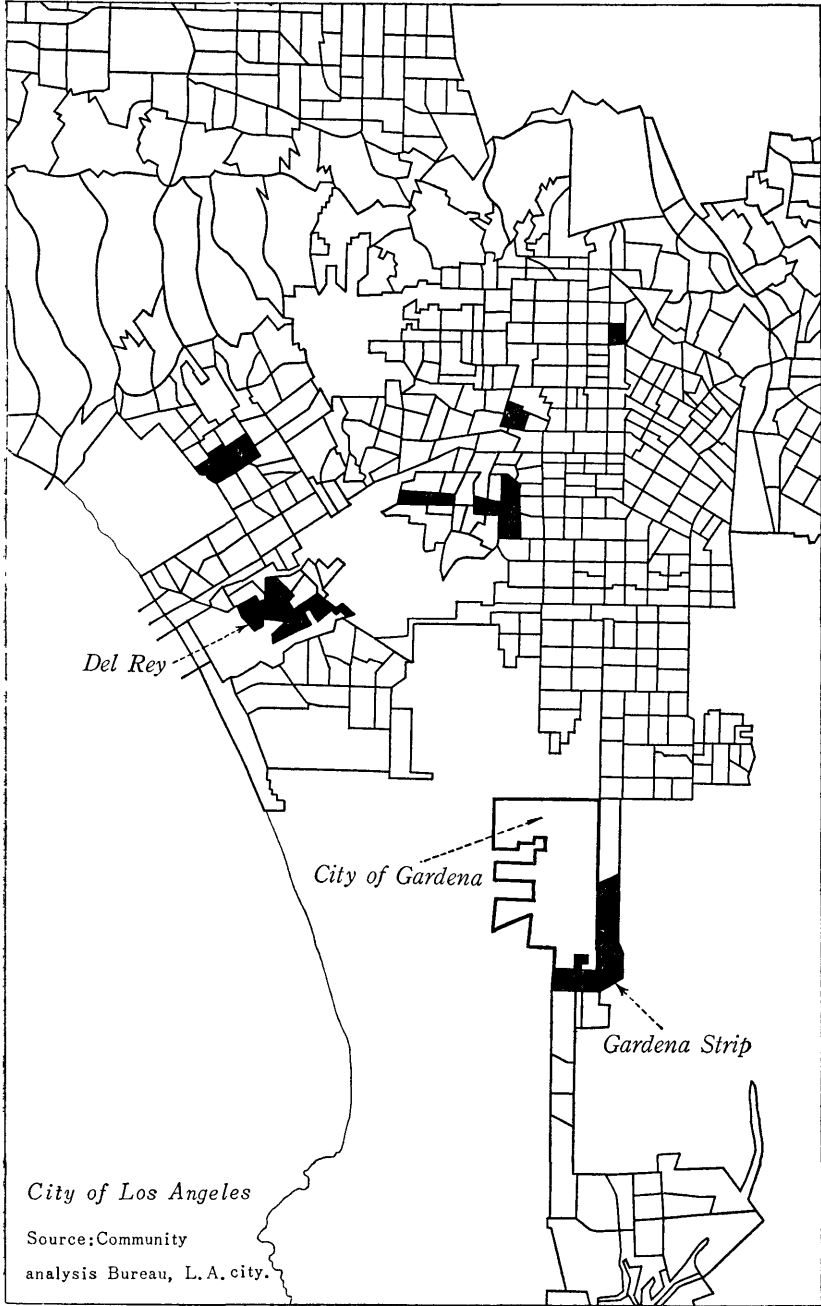 Del Rey
City of Gardena
Gardena Strip
City of Los Angeles
Source:Community
analysis Bureau, L.A.city.